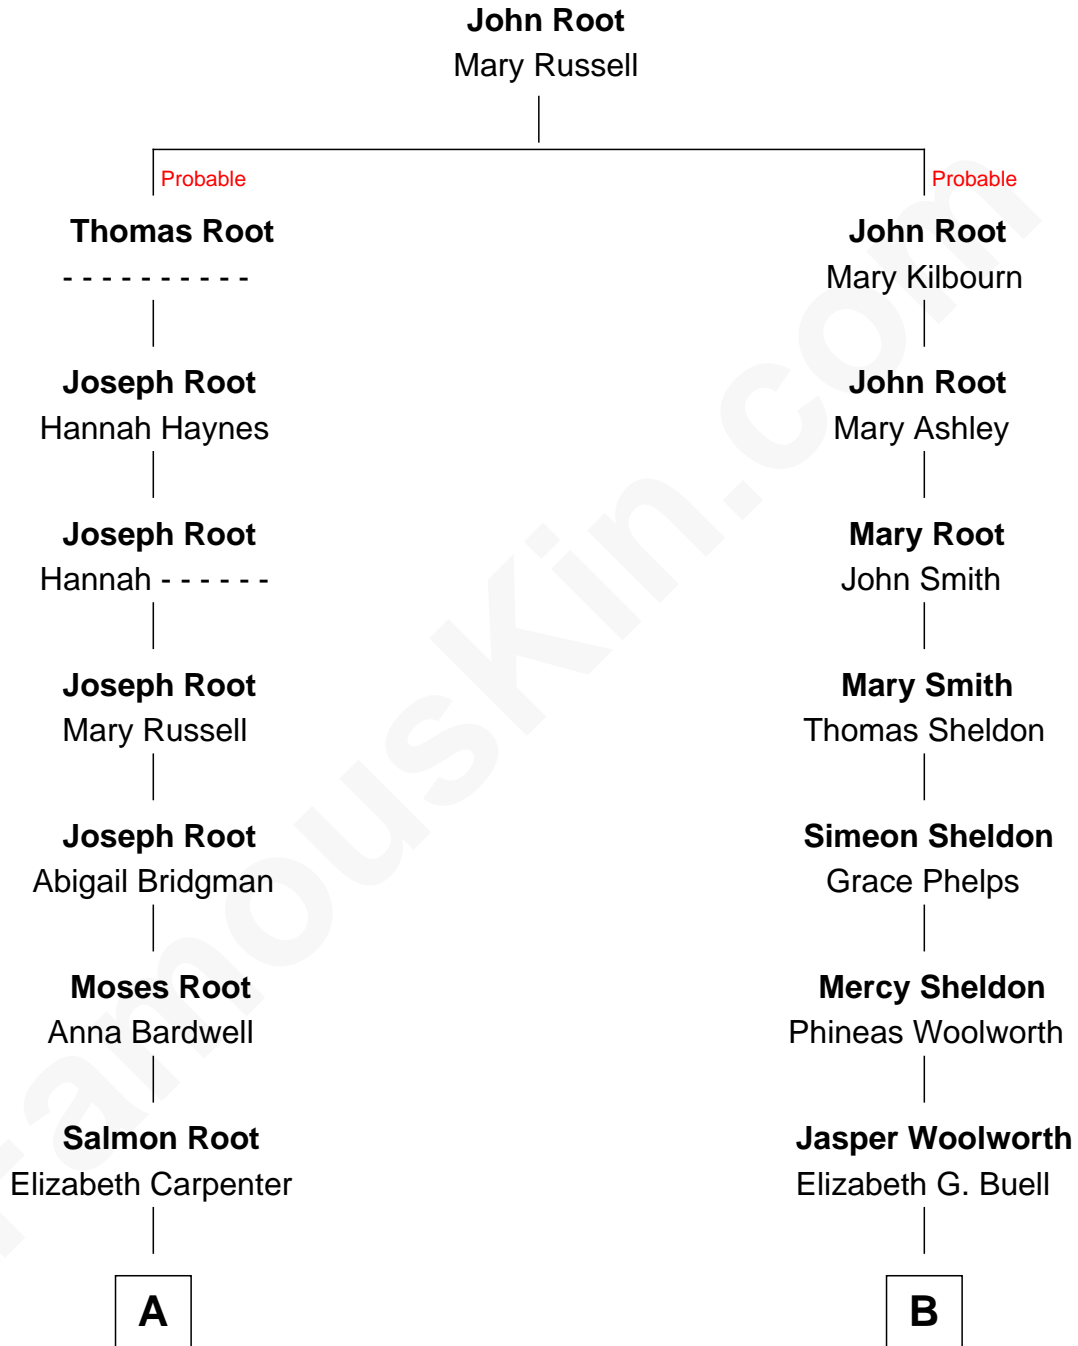 John Root
Mary Russell
Probable
Probable
Thomas Root
John Root
- - - - - - - - - -
Mary Kilbourn
Joseph Root
John Root
Hannah Haynes
Mary Ashley
Joseph Root
Mary Root
Hannah - - - - - -
John Smith
Joseph Root
Mary Smith
Mary Russell
Thomas Sheldon
Joseph Root
Simeon Sheldon
Abigail Bridgman
Grace Phelps
Moses Root
Mercy Sheldon
Anna Bardwell
Phineas Woolworth
Salmon Root
Jasper Woolworth
Elizabeth Carpenter
Elizabeth G. Buell
A
B
FamousKin.com